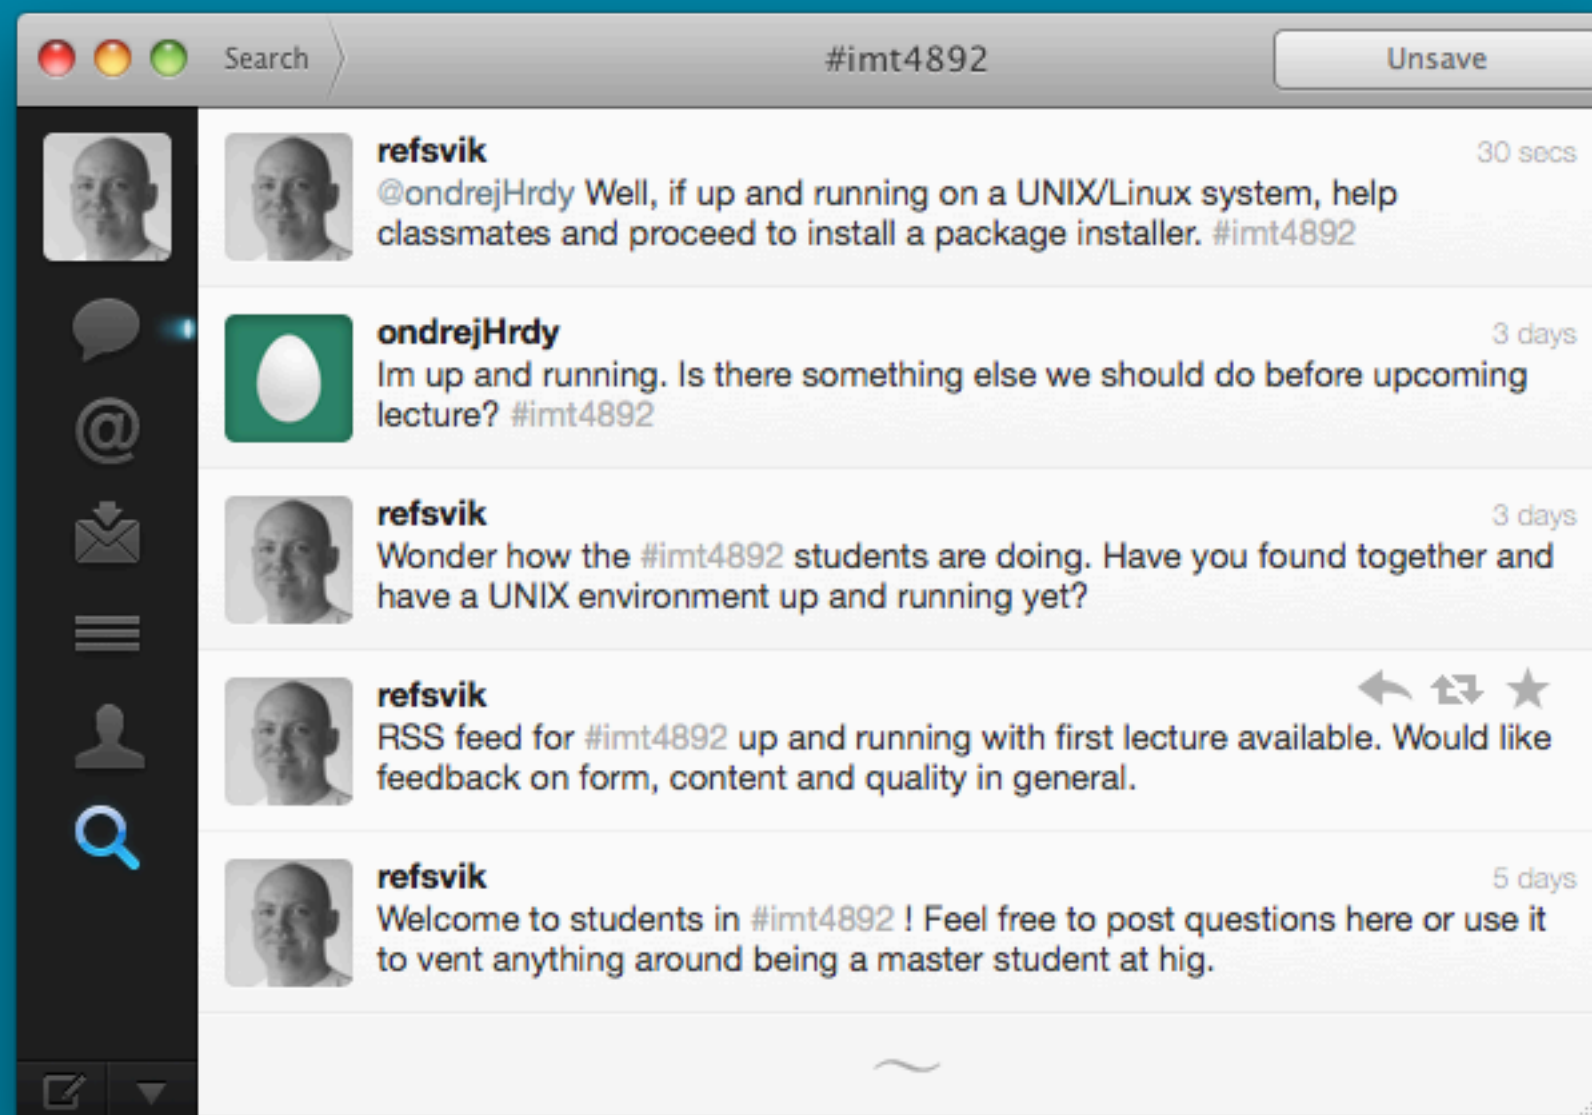 Search
#imt4892
Unsave
refsvik
30 secs
@ondrejHrdy Well, if up and running on a UNIX/Linux system, help
classmates and proceed to install a package installer. #imt4892
ondrejHrdy
3 days
Im up and running. Is there something else we should do before upcoming
lecture? #imt4892
refsvik
3 days
Wonder how the #imt4892 students are doing. Have you found together and
have a UNIX environment up and running yet?
refsvik
RSS feed for #imt4892 up and running with first lecture available. Would like
feedback on form, content and quality in general.
refsvik
5 days
Welcome to students in #imt4892 ! Feel free to post questions here or use it
to vent anything around being a master student at hig.